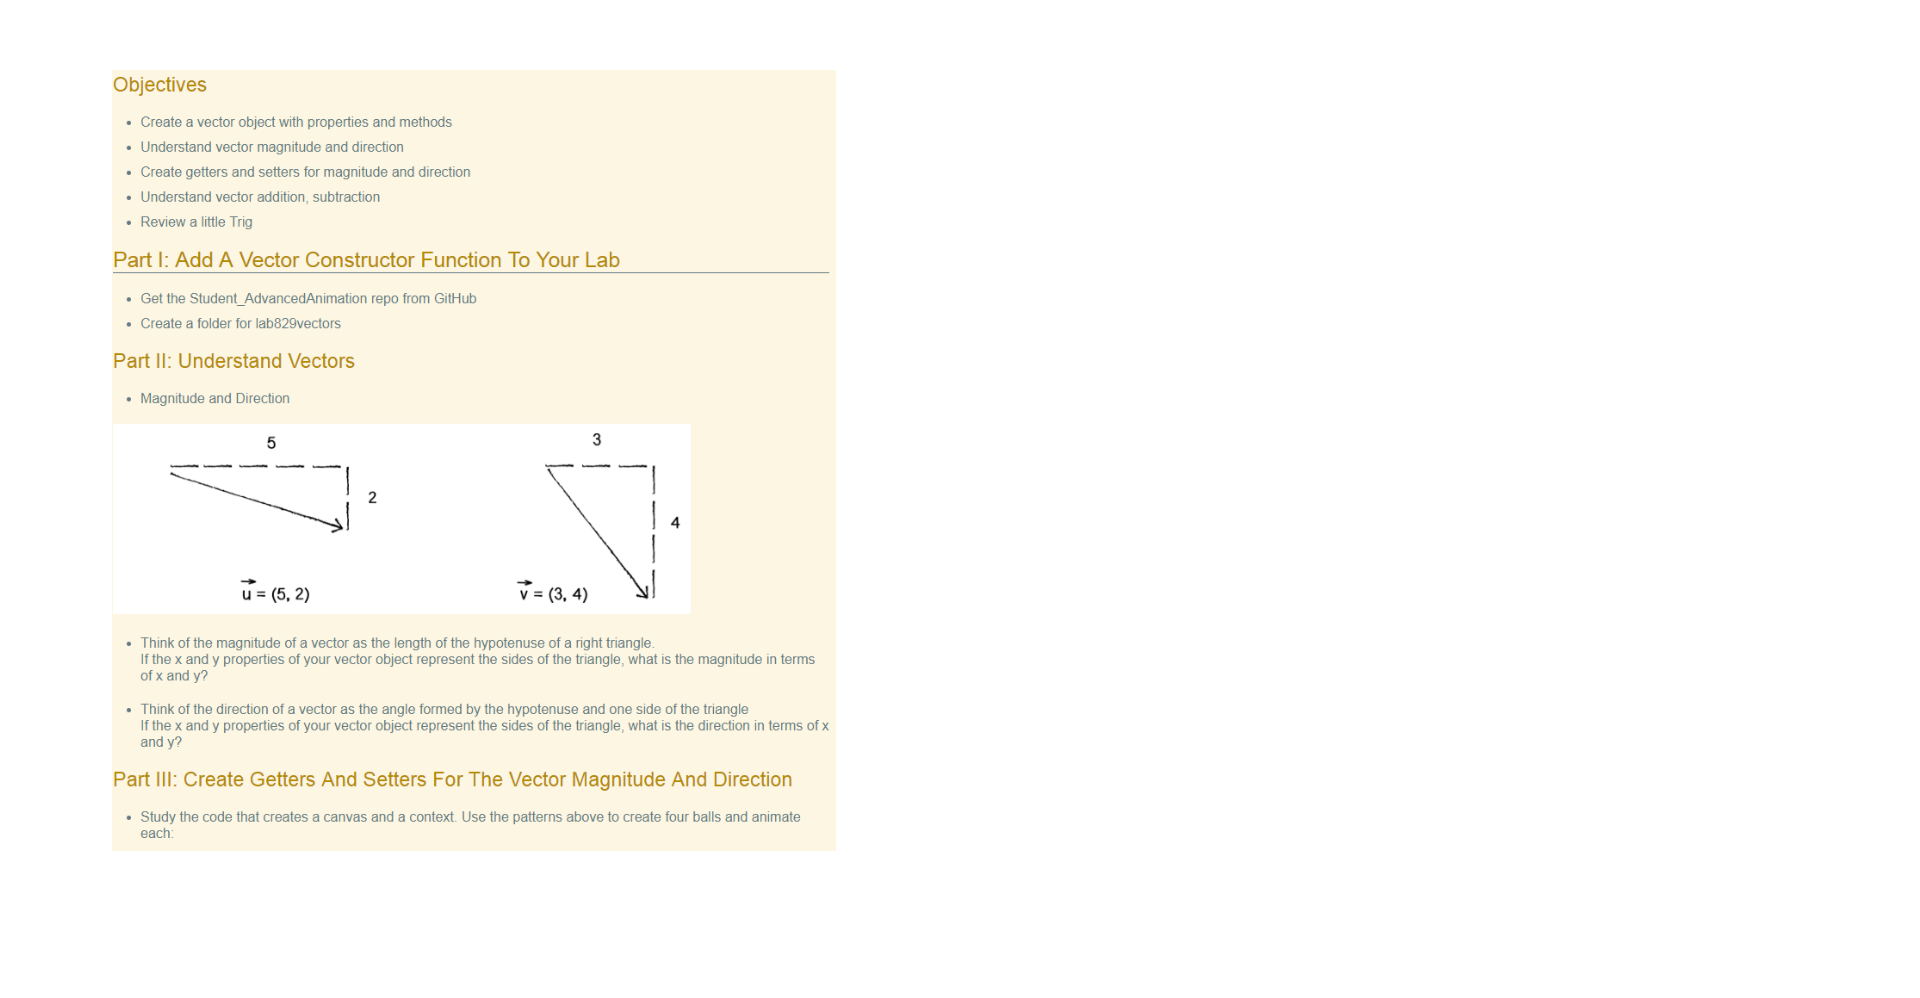 Objectives
• Create a vector object with properties and methods
• Understand vector magnitude and direction
• Create getters and setters for magnitude and direction
• Understand vector addition, subtraction
• Review a little Trig
Part I: Add A Vector Constructor Function To Your Lab
• Get the Student_AdvancedAnimation repo from GitHub
• Create a folder for lab829vectors
Part II: Understand Vectors
• Magnitude and Direction
5
2
u = (5, 2)
3
4
v = (3, 4)
• Think of the magnitude of a vector as the length of the hypotenuse of a right triangle.
If the x and y properties of your vector object represent the sides of the triangle, what is the magnitude in terms
of x and y?
• Think of the direction of a vector as the angle formed by the hypotenuse and one side of the triangle
If the x and y properties of your vector object represent the sides of the triangle, what is the direction in terms of x
and y?
Part III: Create Getters And Setters For The Vector Magnitude And Direction
• Study the code that creates a canvas and a context. Use the patterns above to create four balls and animate
each: